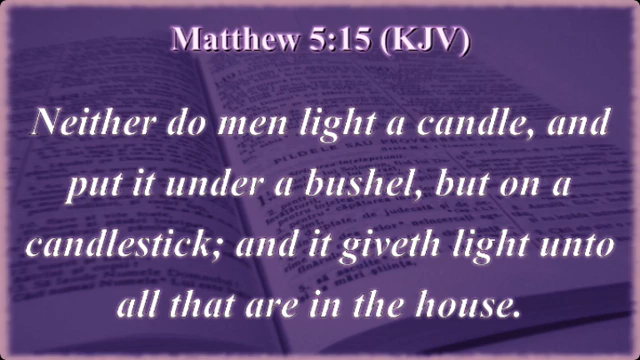 Matthew 5:15 (KJV)
Neither do men light a candle, and
put it under a bushel, but on a
candlestick; and it giveth light unto
all that are in the house.